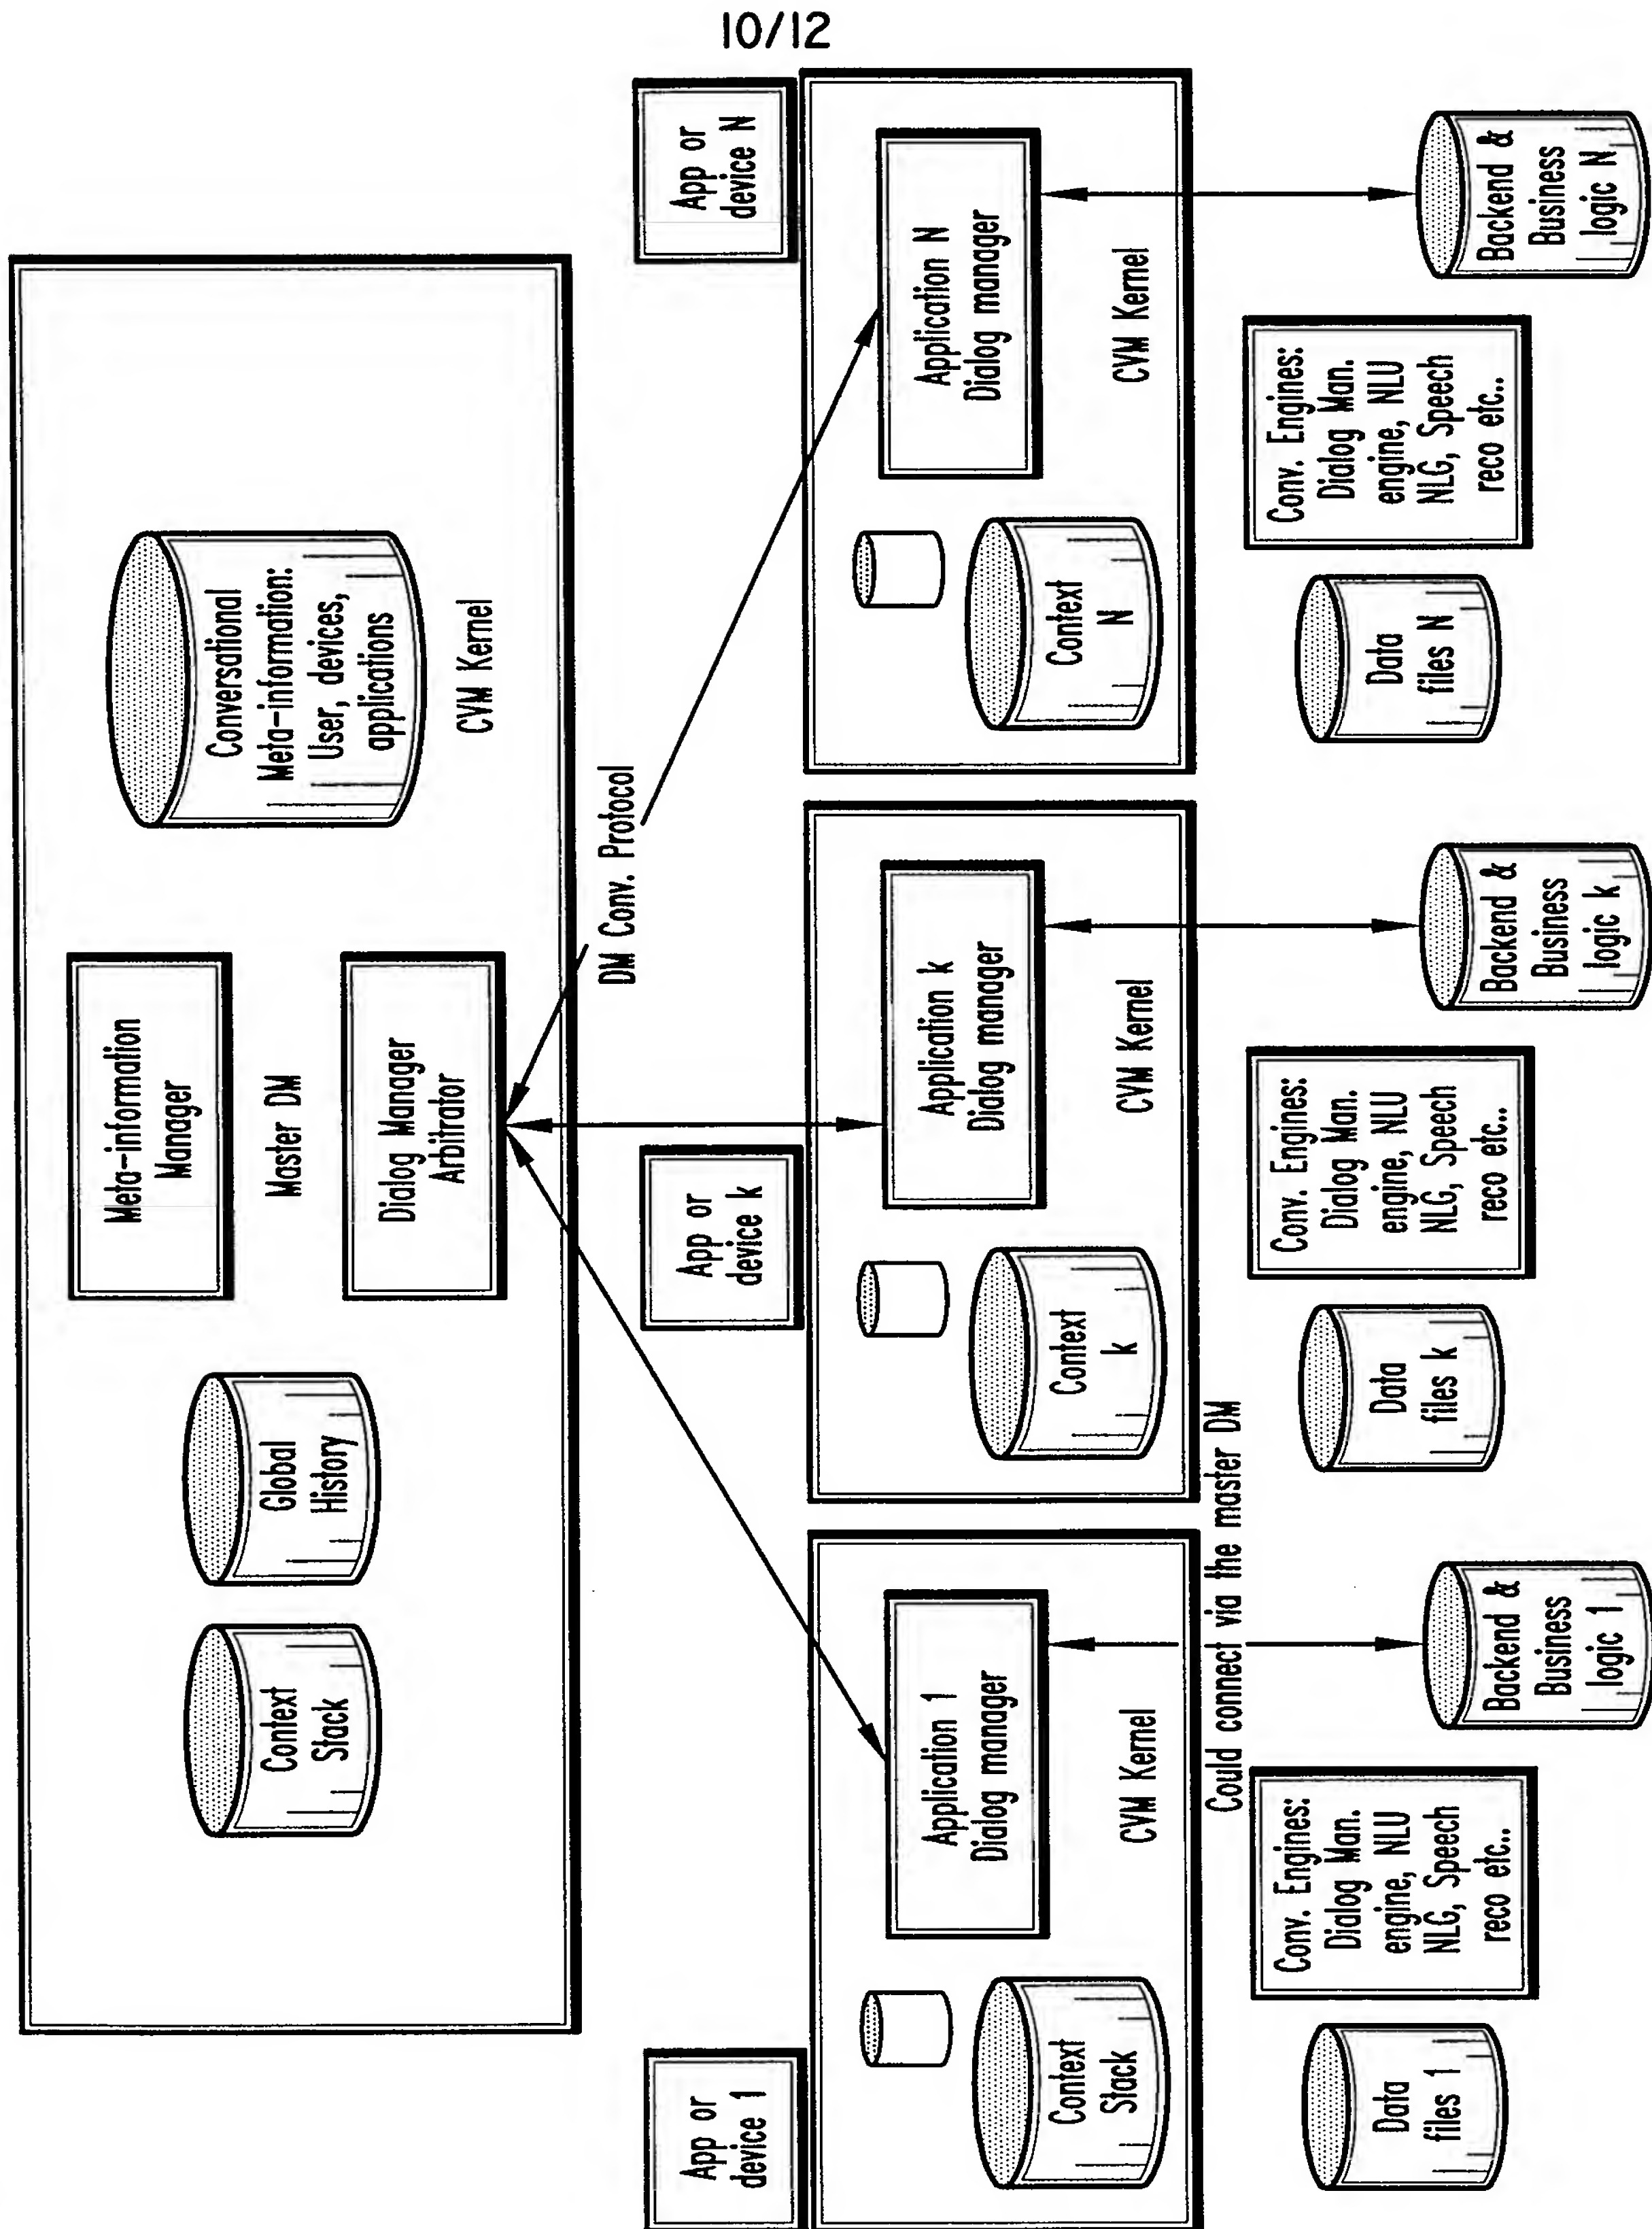 10/12
Context
Stack
Global
History
Meta-information
Manager
Master DM
Dialog Manager
Arbitrator
Conversational
Meta-information:
User, devices,
applications
CVM Kernel
DM Conv. Protocol
App or
device 1
Context
Stack
Application 1
Dialog manager
CVM Kernel
App or
device k
Context
k
Application k
Dialog manager
CVM Kernel
App or
device N
Context
N
Application N
Dialog manager
CVM Kernel
Could connect via the master DM
Data
files 1
Conv. Engines:
Dialog Man.
engine, NLU
NLG, Speech
reco etc..
Backend &
Business
logic 1
Data
files k
Conv. Engines:
Dialog Man.
engine, NLU
NLG, Speech
reco etc..
Backend &
Business
logic k
Data
files N
Conv. Engines:
Dialog Man.
engine, NLU
NLG, Speech
reco etc..
Backend &
Business
logic N